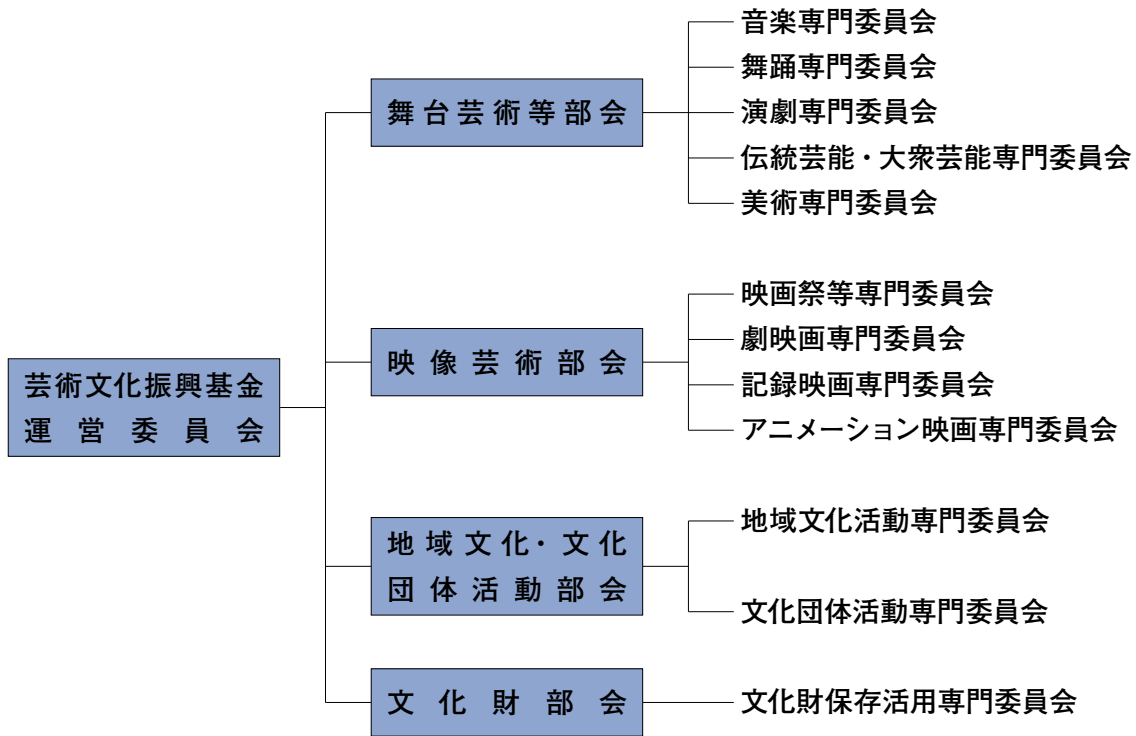 芸術文化振興基金
運営委員会
舞台芸術等部会
音楽専門委員会
舞踊専門委員会
演劇専門委員会
伝統芸能・大衆芸能専門委員会
美術専門委員会
映像芸術部会
映画祭等専門委員会
劇映画専門委員会
記録映画専門委員会
アニメーション映画専門委員会
地域文化・文化
団体活動部会
地域文化活動専門委員会
文化団体活動専門委員会
文化財部会
文化財保存活用専門委員会